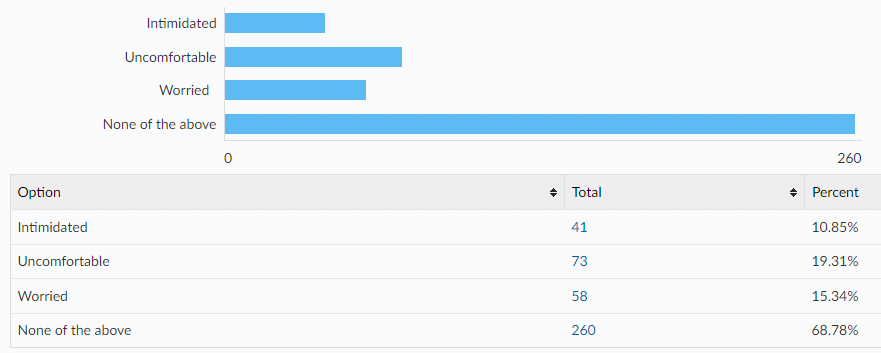 Intimidated
Uncomfortable
Worried
None of the above
0 260
Option Total Percent
Intimidated 41 10.85%
Uncomfortable 73 19.31%
Worried 58 15.34%
None of the above 260 68.78%